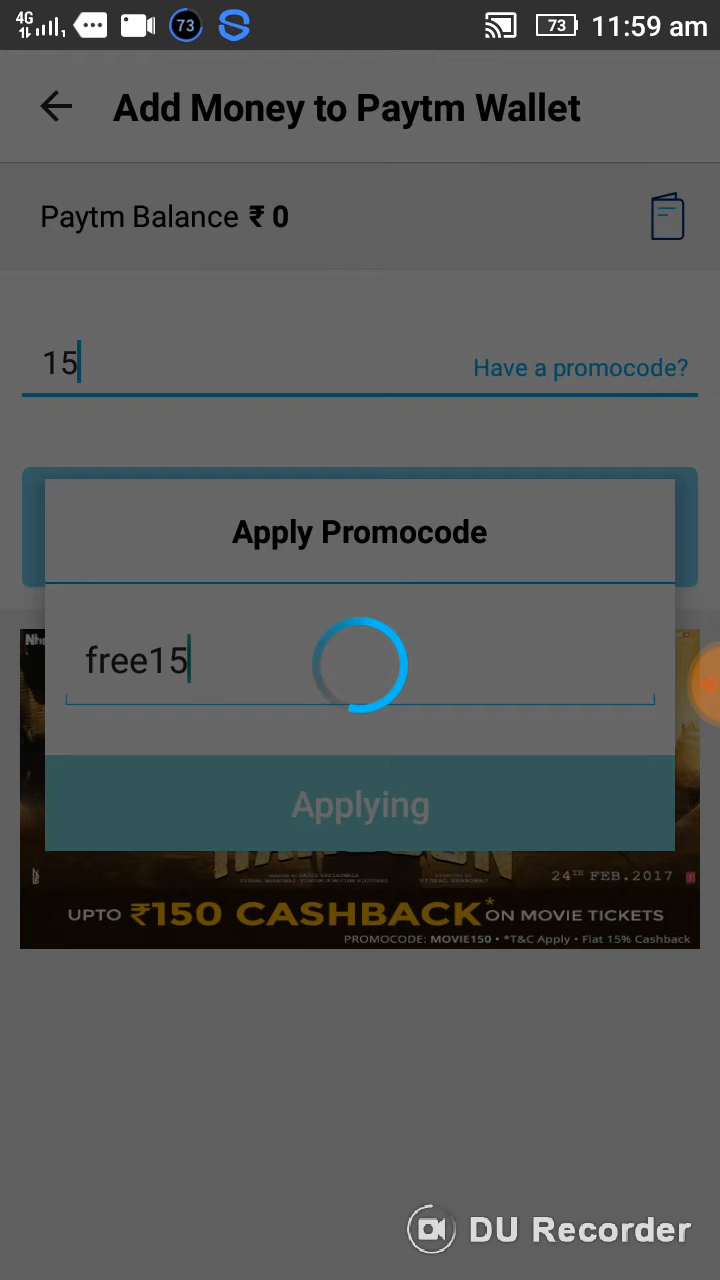 4G 73 73 11:59 am
Add Money to Paytm Wallet
Paytm Balance ₹ 0
15 Have a promocode?
Apply Promocode
free15
Applying
24TH FEB.2017
UPTO ₹150 CASHBACK* ON MOVIE TICKETS
PROMOCODE: MOVIE150 • *T&C Apply • Flat 15% Cashback
DU Recorder